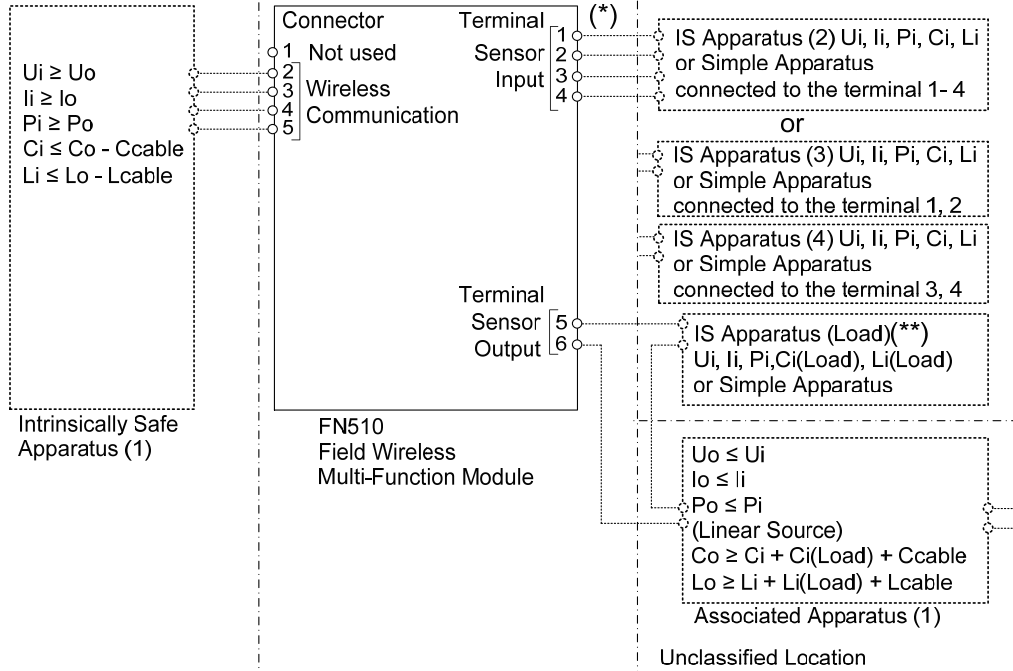 Ui ≥ Uo
Ii ≥ Io
Pi ≥ Po
Ci ≤ Co - Ccable
Li ≤ Lo - Lcable
Intrinsically Safe
Apparatus (1)
Connector
1 Not used
2
3 Wireless
4 Communication
5
Terminal (*)
1
Sensor 2
Input 3
4
Terminal
Sensor 5
Output 6
FN510
Field Wireless
Multi-Function Module
IS Apparatus (2) Ui, Ii, Pi, Ci, Li
or Simple Apparatus
connected to the terminal 1- 4
or
IS Apparatus (3) Ui, Ii, Pi, Ci, Li
or Simple Apparatus
connected to the terminal 1, 2
IS Apparatus (4) Ui, Ii, Pi, Ci, Li
or Simple Apparatus
connected to the terminal 3, 4
IS Apparatus (Load)(**)
Ui, Ii, Pi,Ci(Load), Li(Load)
or Simple Apparatus
Uo ≤ Ui
Io ≤ Ii
Po ≤ Pi
(Linear Source)
Co ≥ Ci + Ci(Load) + Ccable
Lo ≥ Li + Li(Load) + Lcable
Associated Apparatus (1)
Unclassified Location